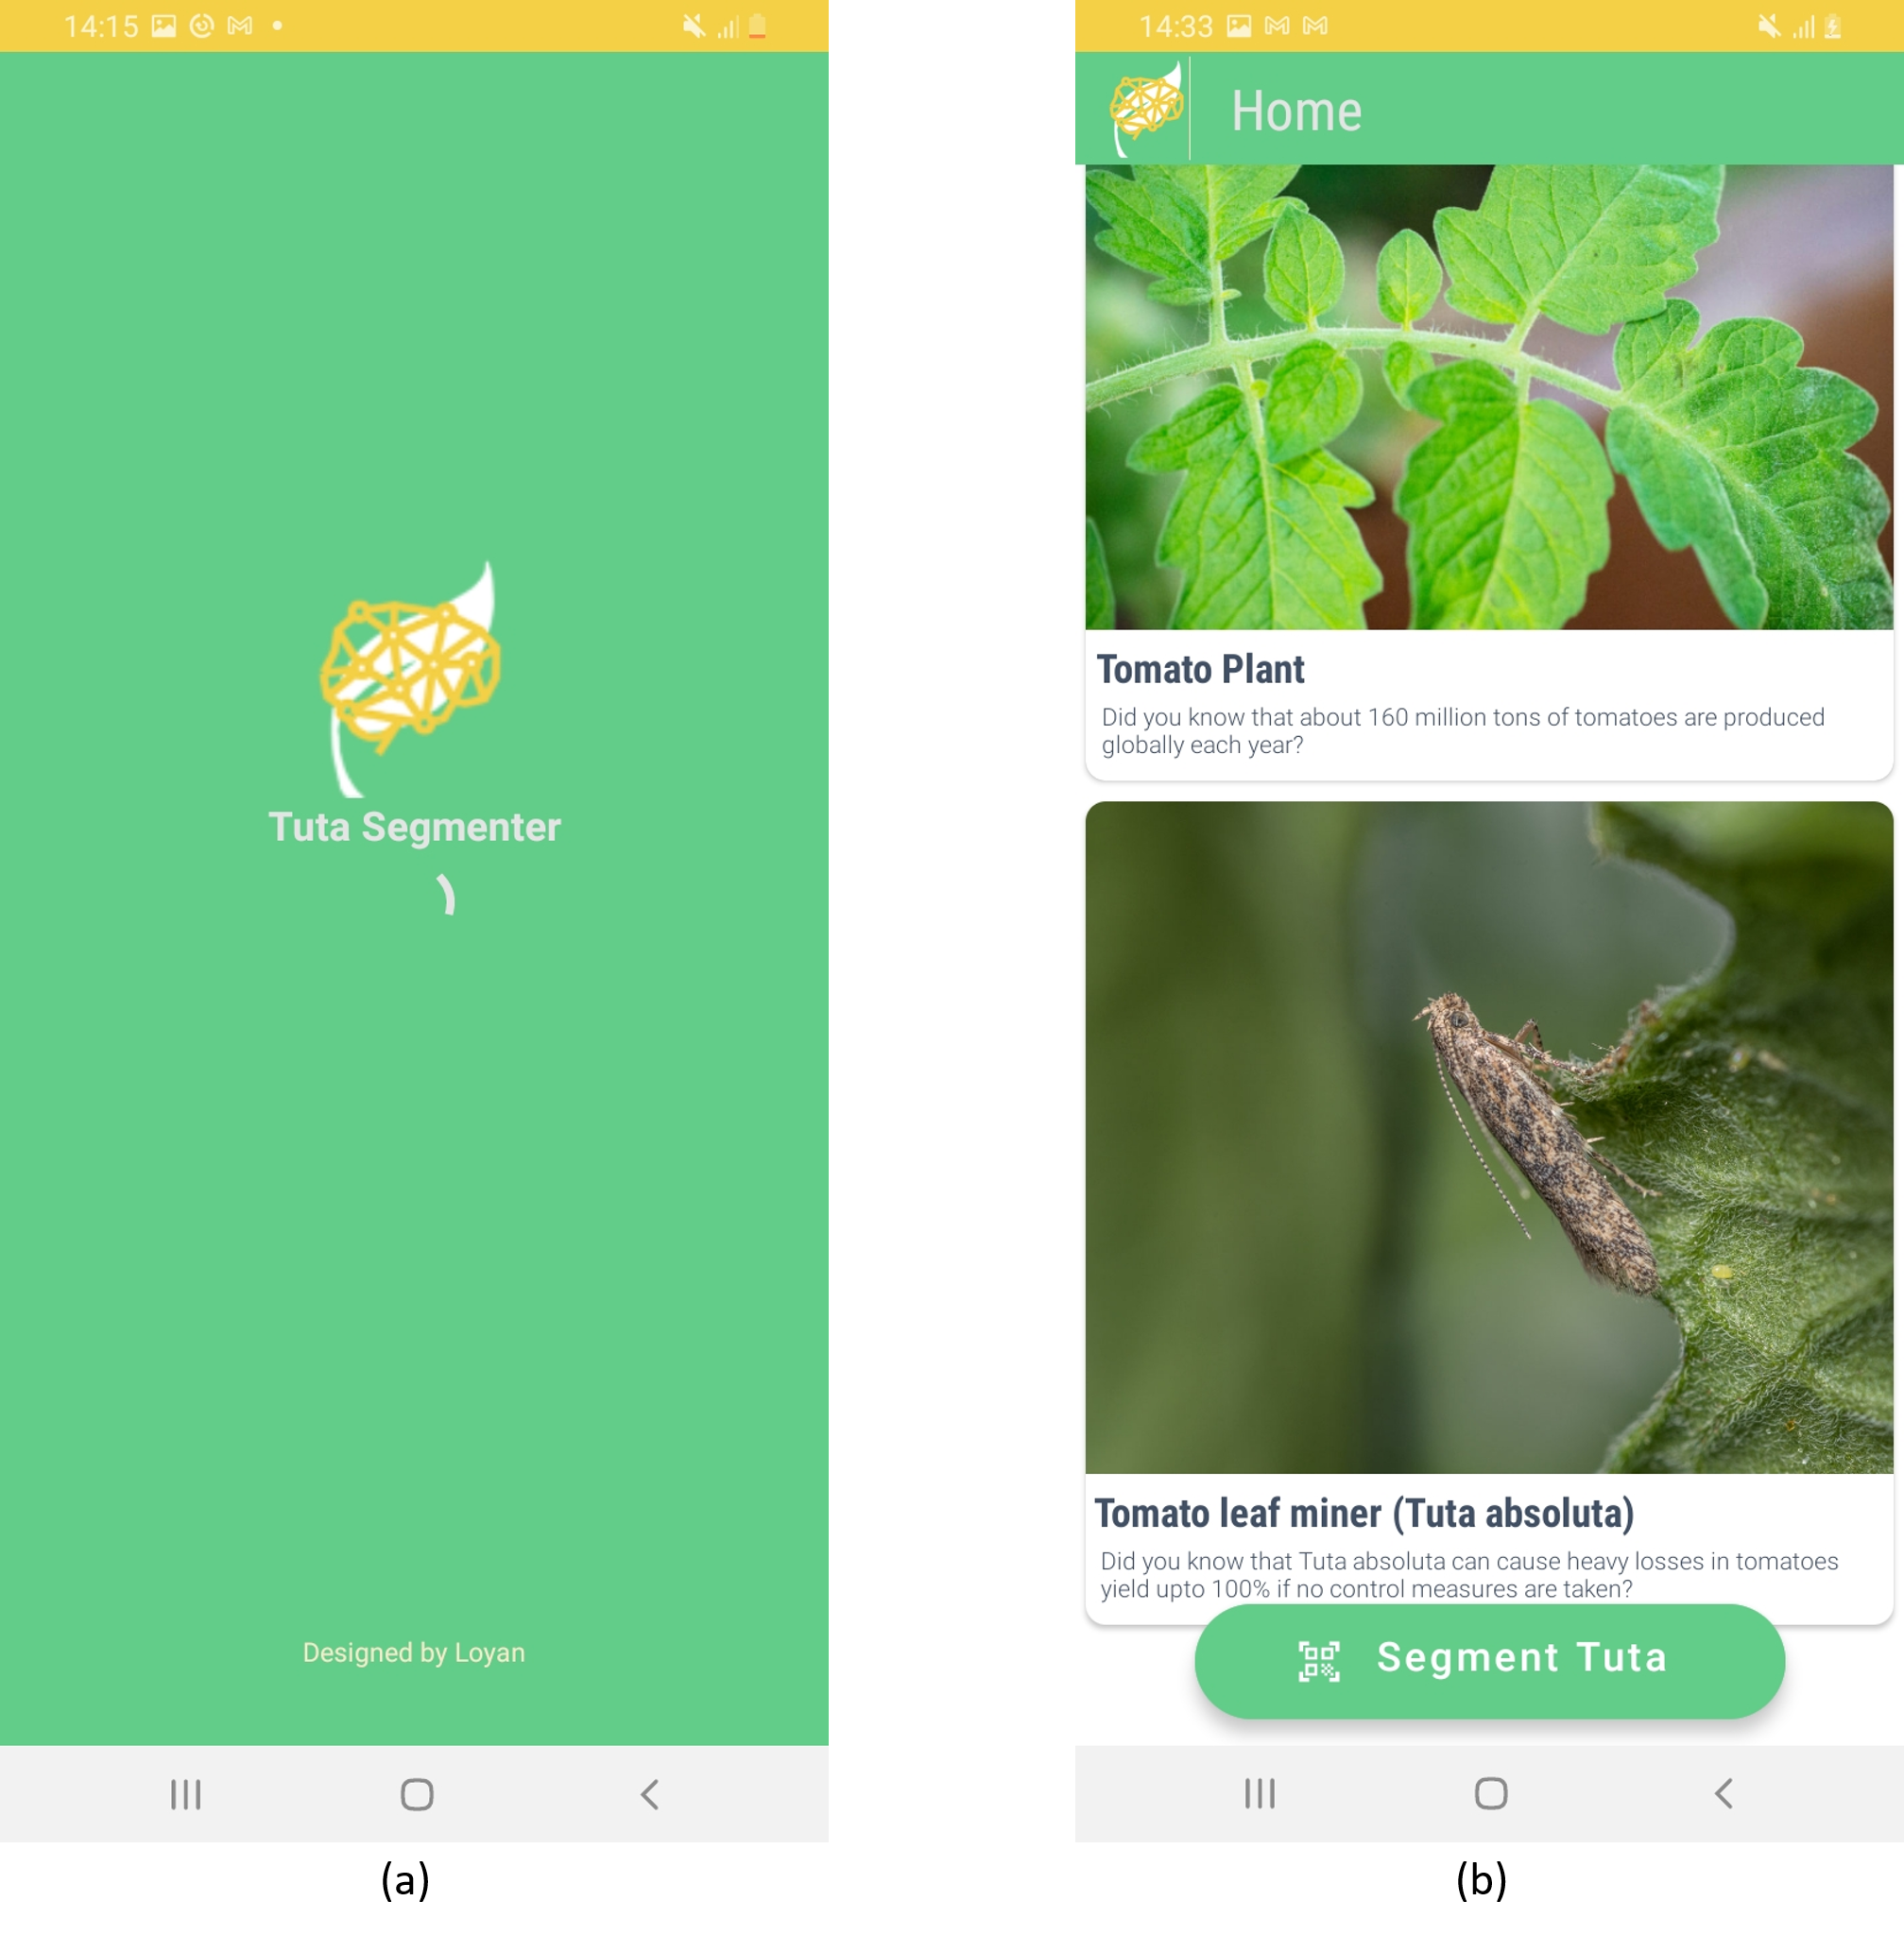 14:15
Tuta Segmenter
Designed by Loyan
(a)
14:33
Home
Tomato Plant
Did you know that about 160 million tons of tomatoes are produced
globally each year?
Tomato leaf miner (Tuta absoluta)
Did you know that Tuta absoluta can cause heavy losses in tomatoes
yield upto 100% if no control measures are taken?
Segment Tuta
(b)